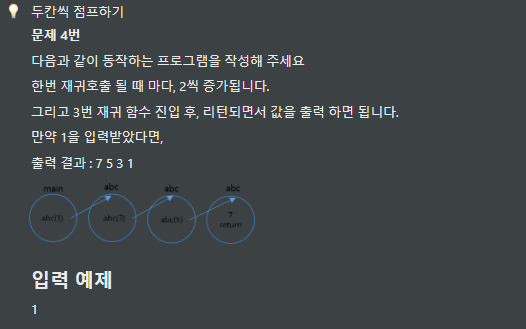 두칸씩 점프하기
문제 4번
다음과 같이 동작하는 프로그램을 작성해 주세요
한번 재귀호출 될 때 마다, 2씩 증가됩니다.
그리고 3번 재귀 함수 진입 후, 리턴되면서 값을 출력 하면 됩니다.
만약 1을 입력받았다면,
출력 결과 : 7 5 3 1
main abc abc abc
abc(1) abc(3) abc(5) 7
return
입력 예제
1